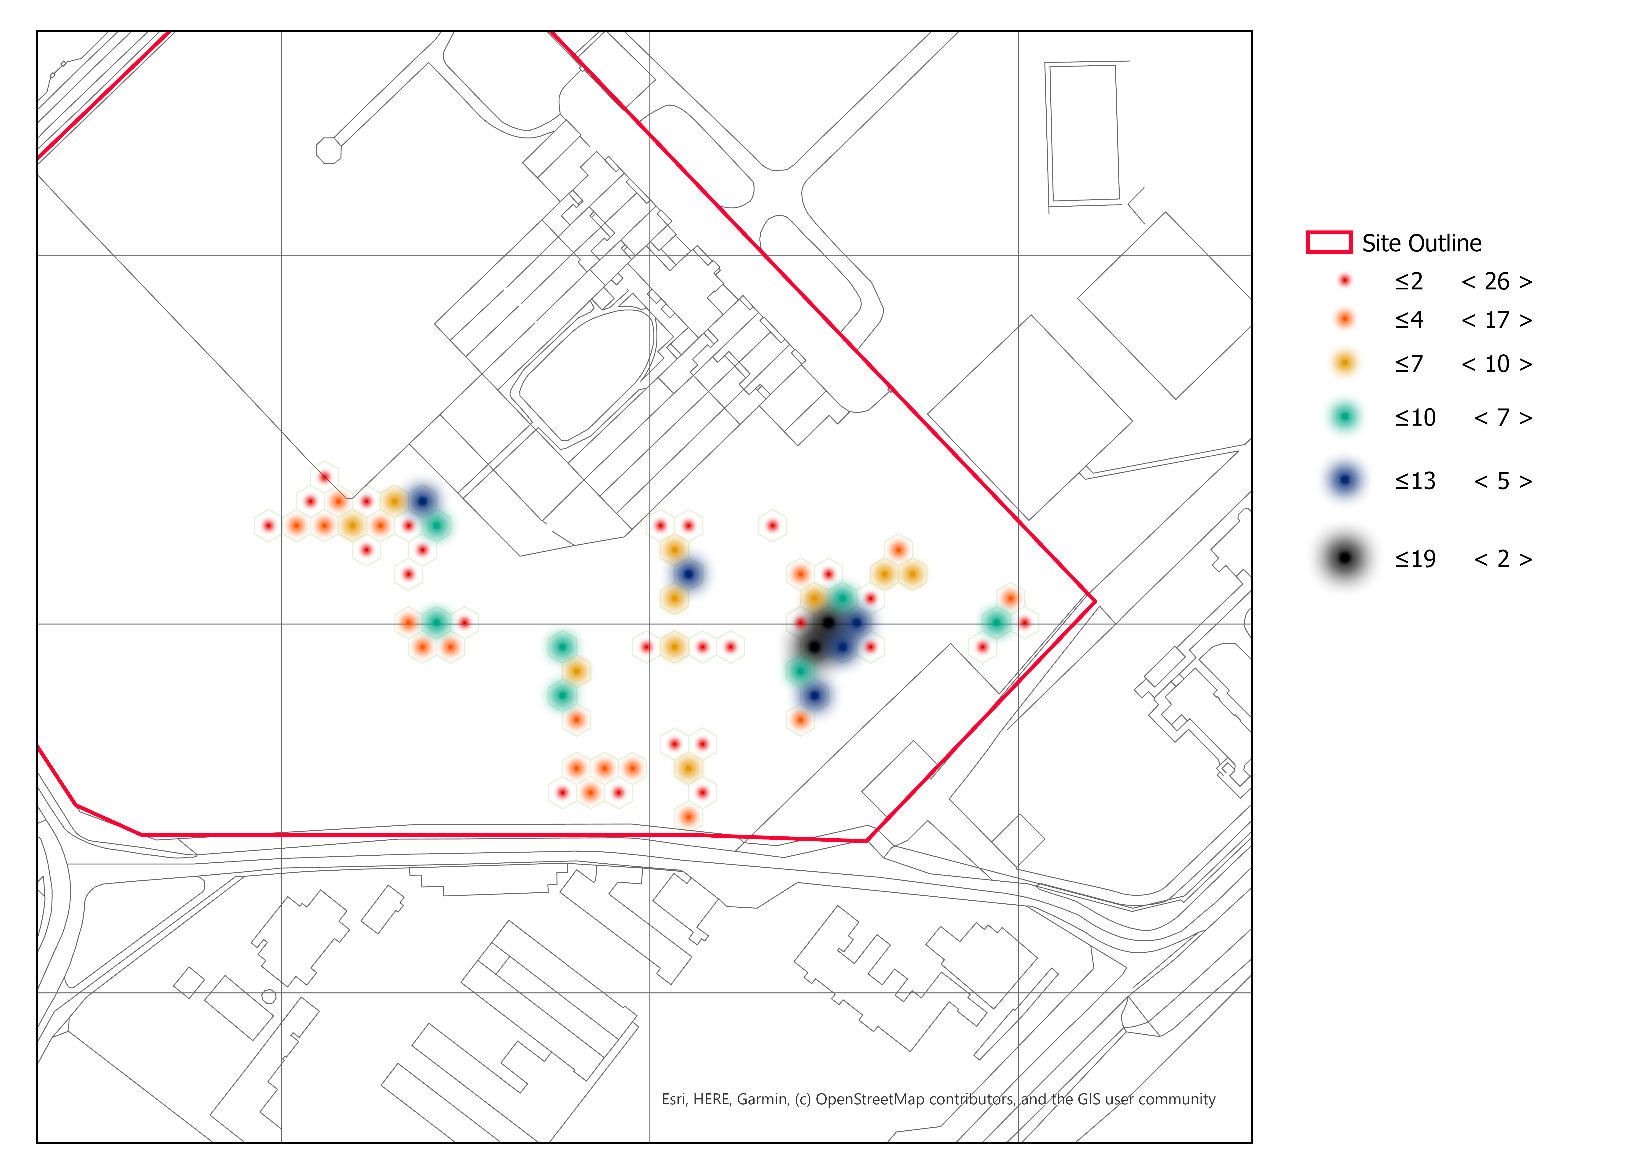 Site Outline
≤2 < 26 >
≤4 < 17 >
≤7 < 10 >
≤10 < 7 >
≤13 < 5 >
≤19 < 2 >
Esri, HERE, Garmin, (c) OpenStreetMap contributors, and the GIS user community